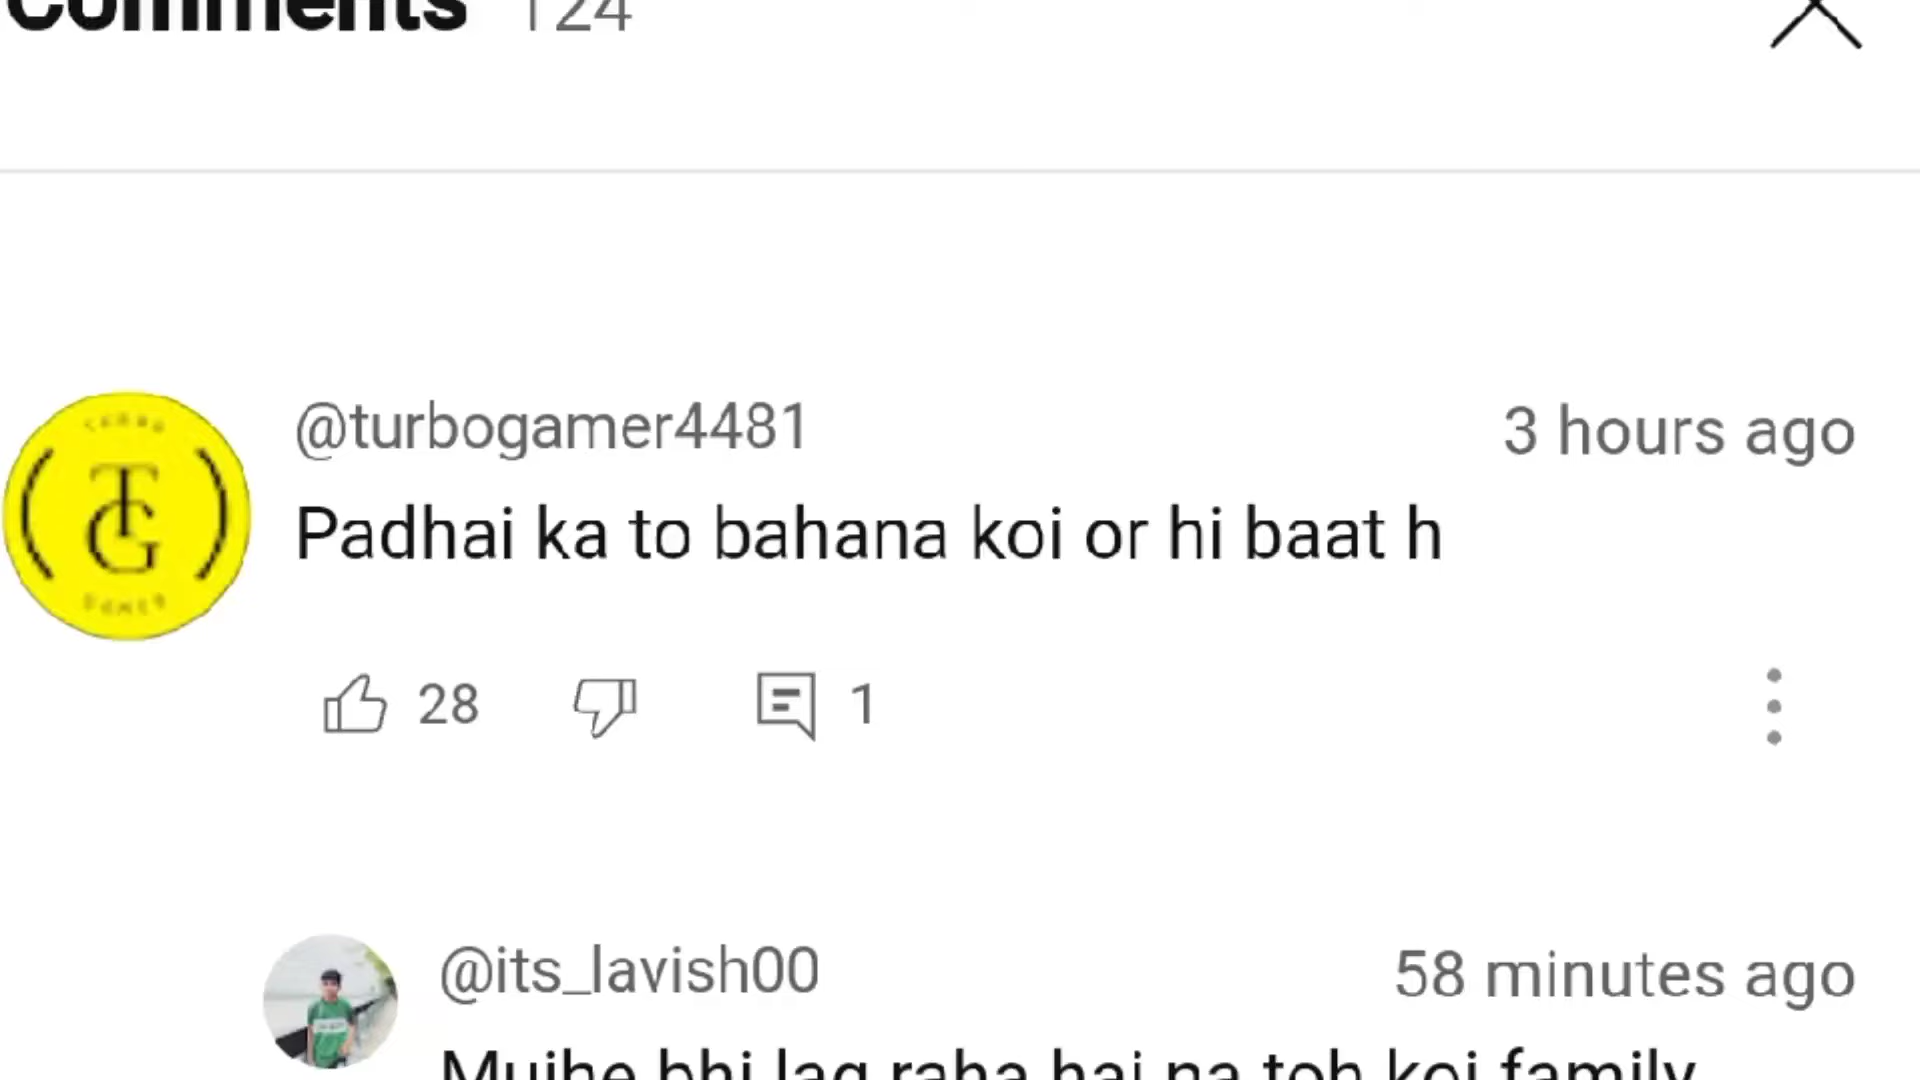 Comments 124
@turbogamer4481 3 hours ago
Padhai ka to bahana koi or hi baat h
TG
28 1
@its_lavish00 58 minutes ago
Mujhe bhi lag raha hai na toh koi family